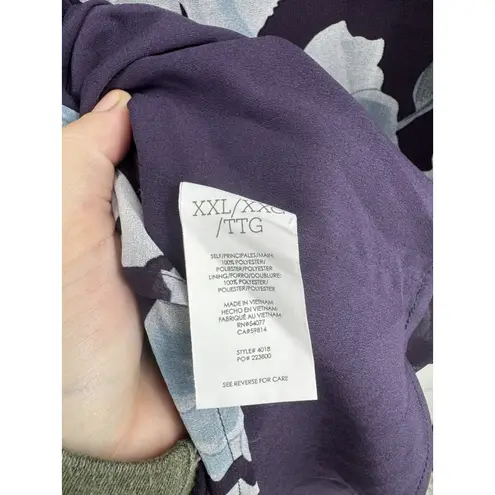 XXL/XXG
/TTG
SELF/PRINCIPALES/MAIN:
100% POLYESTER/
POLIESTER/POLYESTER
LINING/FORRO/DOUBLURE:
100% POLYESTER/
POLIESTER/POLYESTER
MADE IN VIETNAM
HECHO EN VIETNAM
FABRIQUÉ AU VIETNAM
RN#54077
CA#59814
STYLE# 4018
PO# 223800
SEE REVERSE FOR CARE